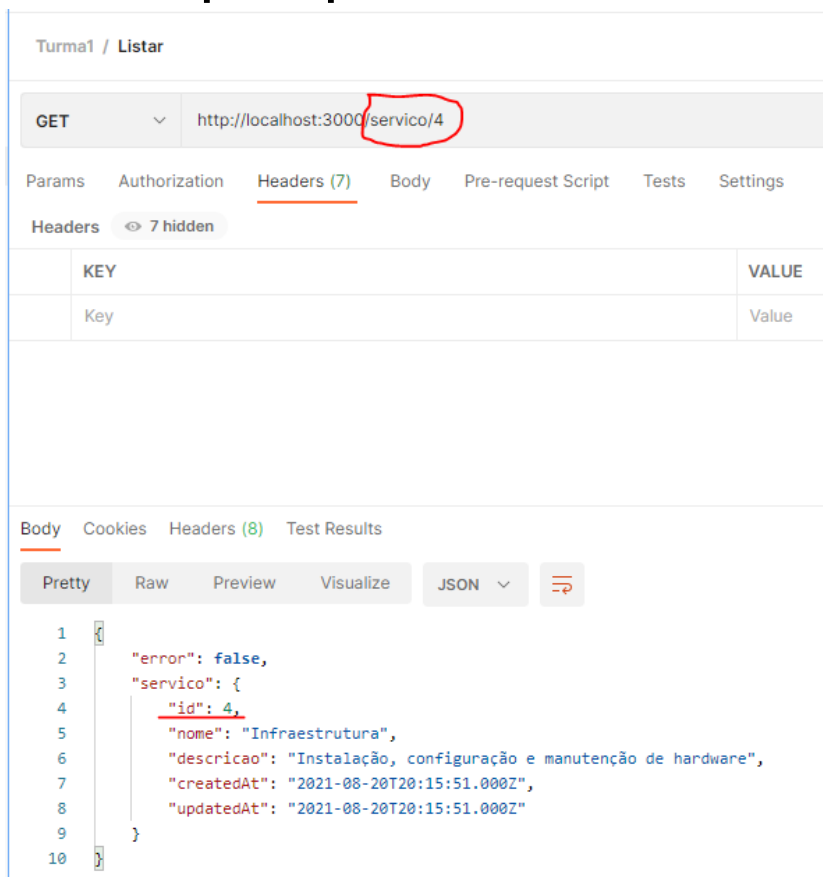 Turma1 / Listar
GET http://localhost:3000/servico/4
Params Authorization Headers (7) Body Pre-request Script Tests Settings
Headers 7 hidden
KEY VALUE
Key Value
Body Cookies Headers (8) Test Results
Pretty Raw Preview Visualize JSON
1 {
2 "error": false,
3 "servico": {
4 "id": 4,
5 "nome": "Infraestrutura",
6 "descricao": "Instalação, configuração e manutenção de hardware",
7 "createdAt": "2021-08-20T20:15:51.000Z",
8 "updatedAt": "2021-08-20T20:15:51.000Z"
9 }
10 }